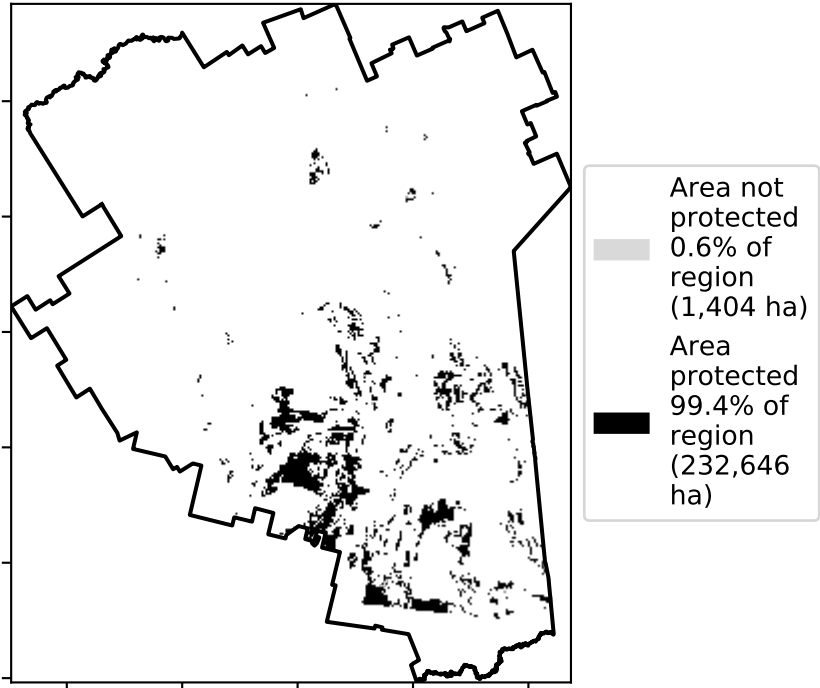 Area not
protected
0.6% of
region
(1,404 ha)
Area
protected
99.4% of
region
(232,646
ha)